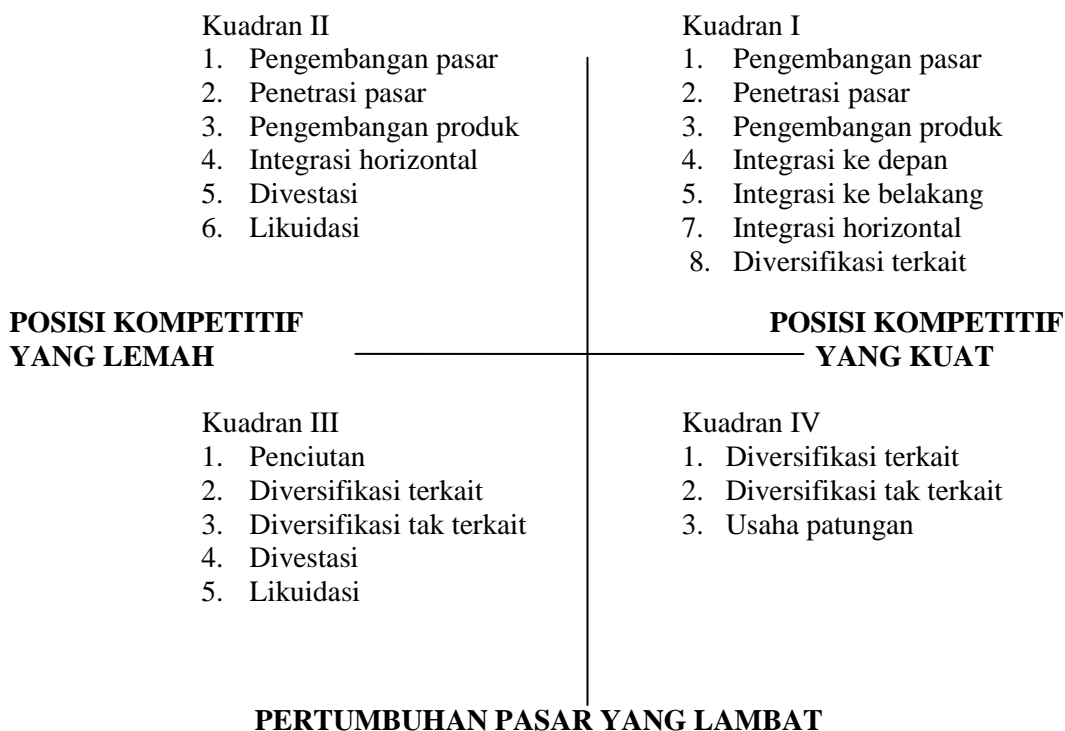 Kuadran II
1. Pengembangan pasar
2. Penetrasi pasar
3. Pengembangan produk
4. Integrasi horizontal
5. Divestasi
6. Likuidasi
Kuadran I
1. Pengembangan pasar
2. Penetrasi pasar
3. Pengembangan produk
4. Integrasi ke depan
5. Integrasi ke belakang
7. Integrasi horizontal
8. Diversifikasi terkait
POSISI KOMPETITIF
YANG LEMAH
POSISI KOMPETITIF
YANG KUAT
Kuadran III
1. Penciutan
2. Diversifikasi terkait
3. Diversifikasi tak terkait
4. Divestasi
5. Likuidasi
Kuadran IV
1. Diversifikasi terkait
2. Diversifikasi tak terkait
3. Usaha patungan
PERTUMBUHAN PASAR YANG LAMBAT